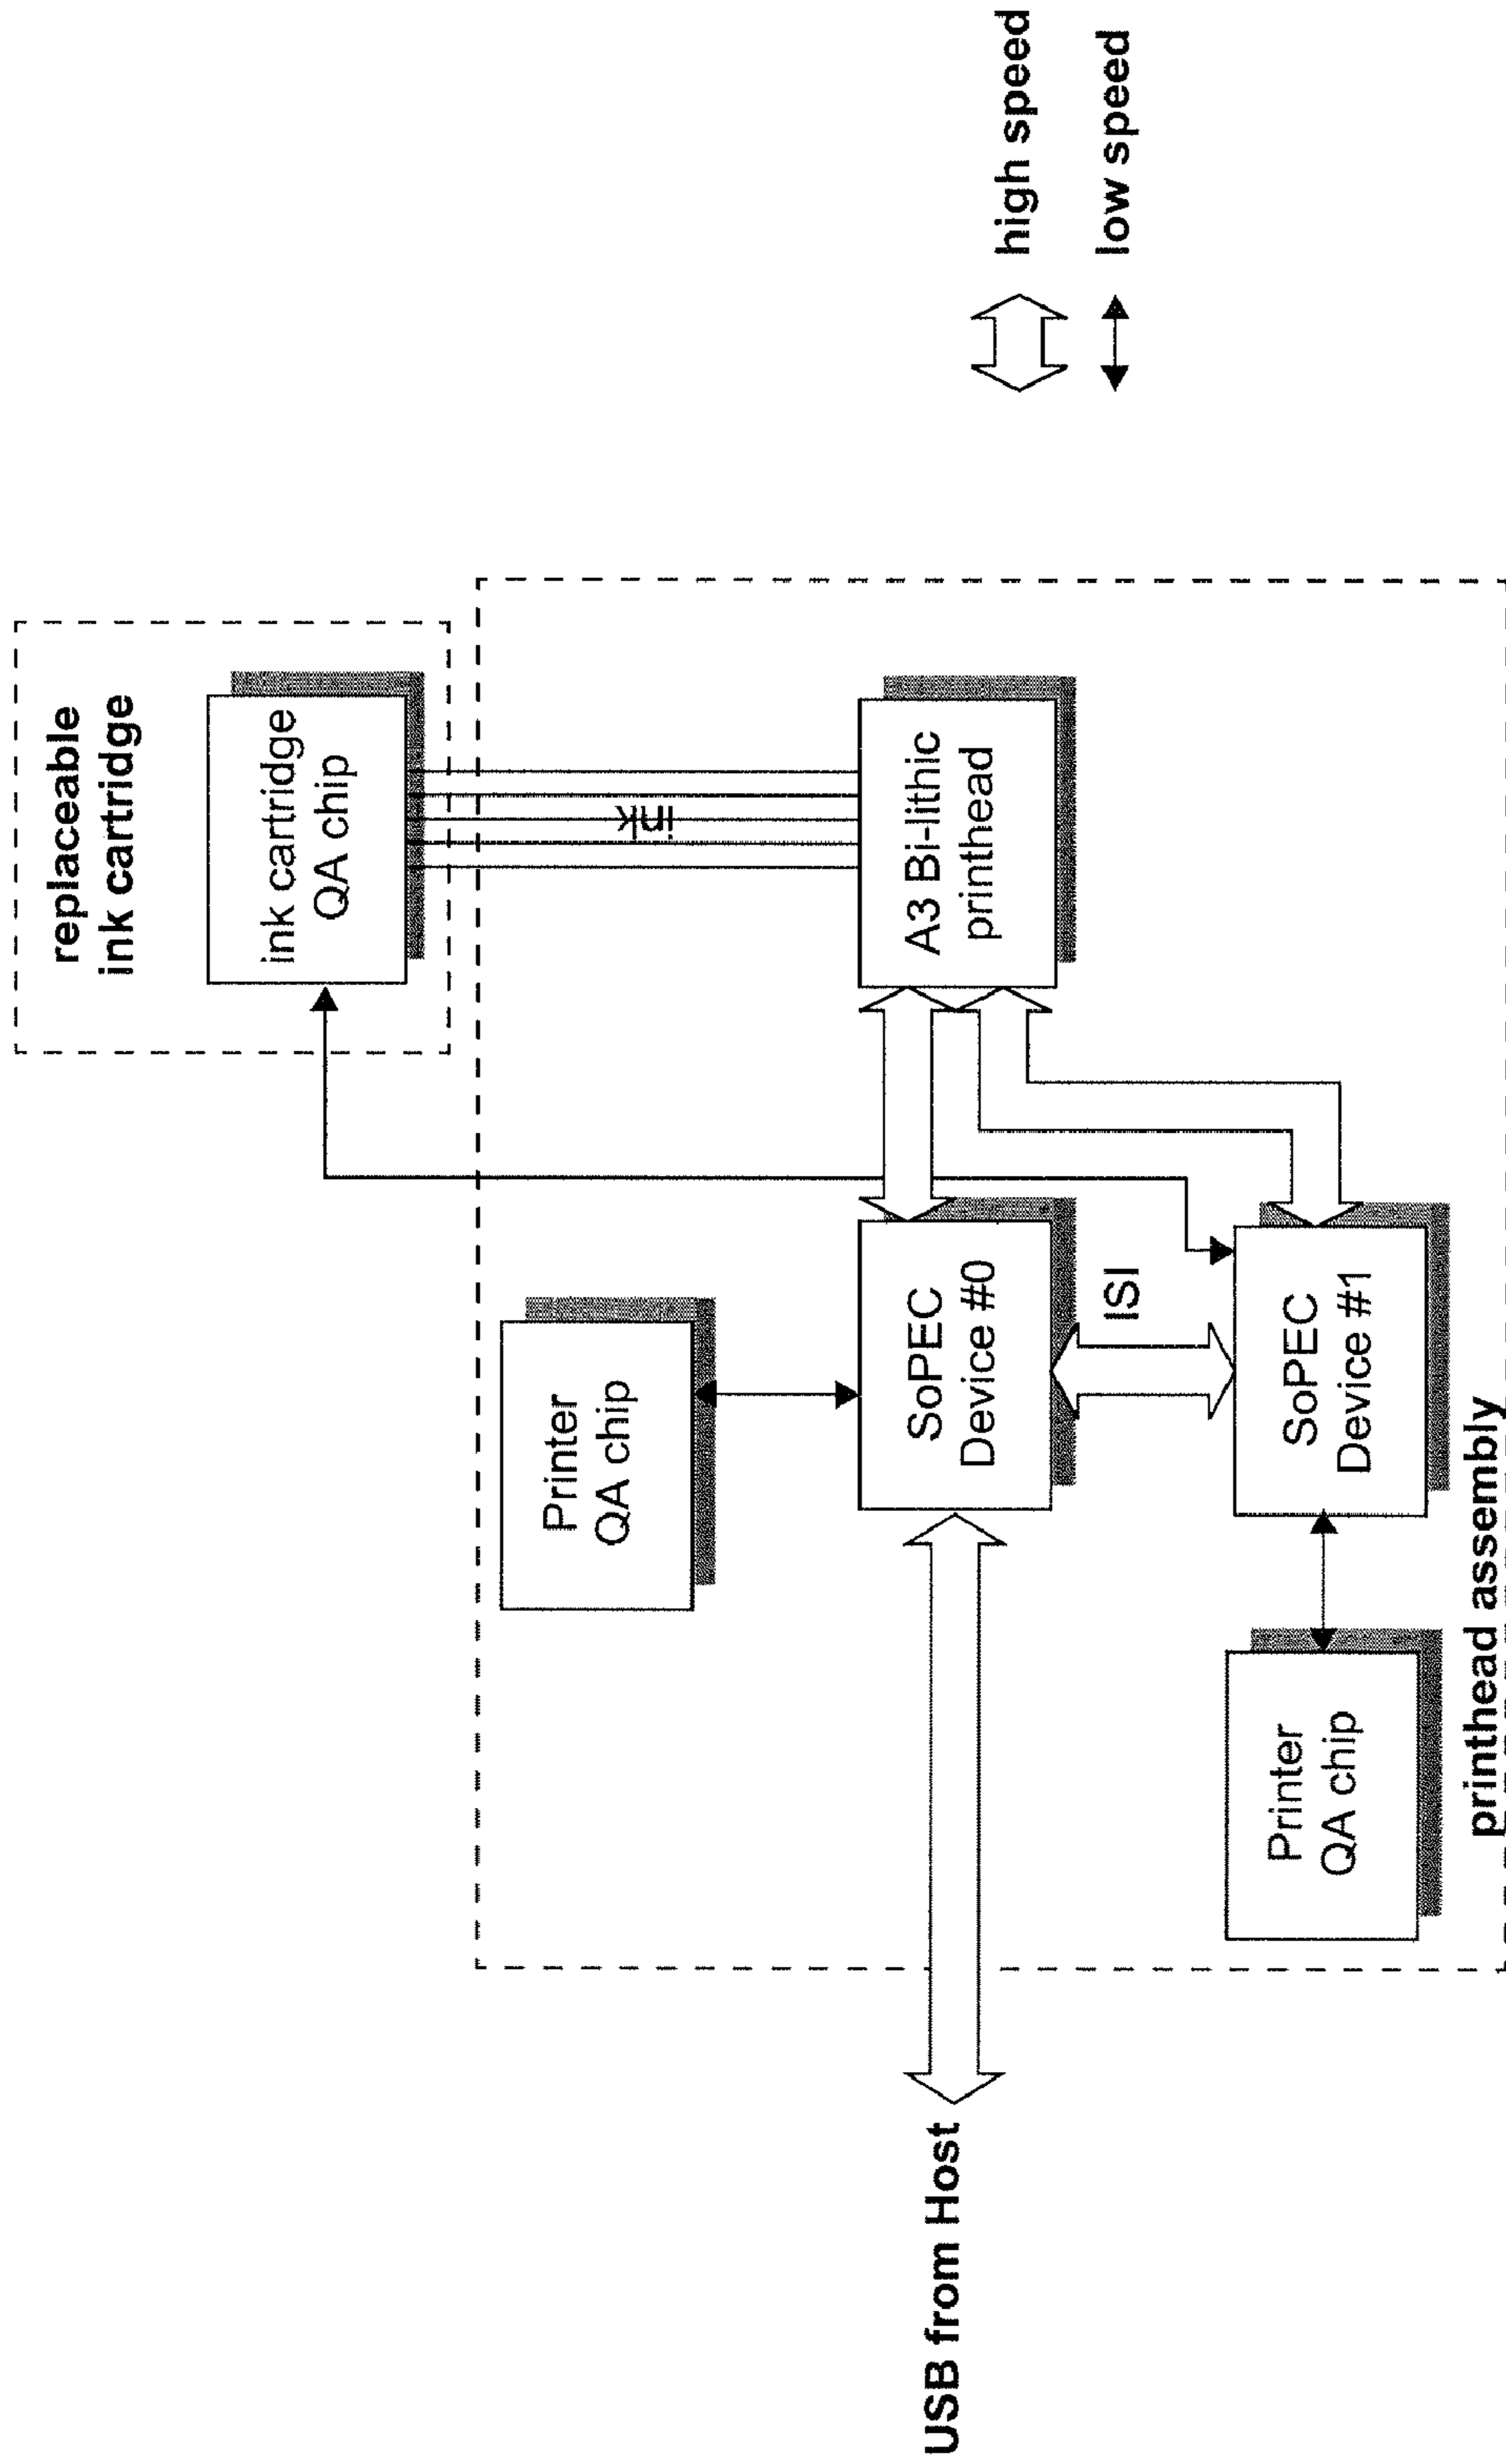 replaceable
ink cartridge
ink cartridge
QA chip
ink
Printer
QA chip
USB from Host
SoPEC
Device #0
A3 Bi-lithic
printhead
ISI
Printer
QA chip
SoPEC
Device #1
printhead assembly
high speed
low speed